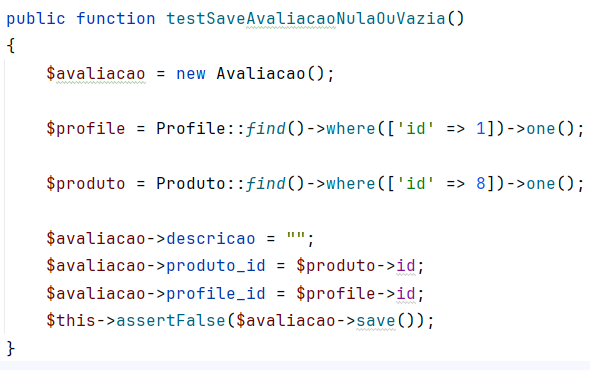 public function testSaveAvaliacaoNulaOuVazia()
{
$avaliacao = new Avaliacao();
$profile = Profile::find()->where(['id' => 1])->one();
$produto = Produto::find()->where(['id' => 8])->one();
$avaliacao->descricao = "";
$avaliacao->produto_id = $produto->id;
$avaliacao->profile_id = $profile->id;
$this->assertFalse($avaliacao->save());
}